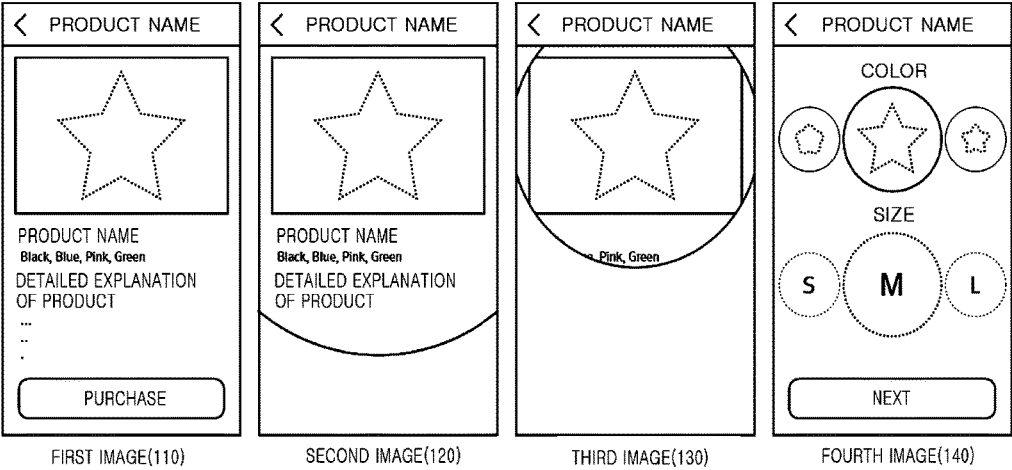 PRODUCT NAME
PRODUCT NAME
Black, Blue, Pink, Green
DETAILED EXPLANATION
OF PRODUCT
...
..
.
PURCHASE
FIRST IMAGE(110)
PRODUCT NAME
PRODUCT NAME
Black, Blue, Pink, Green
DETAILED EXPLANATION
OF PRODUCT
SECOND IMAGE(120)
PRODUCT NAME
Pink, Green
THIRD IMAGE(130)
PRODUCT NAME
COLOR
SIZE
S M L
NEXT
FOURTH IMAGE(140)